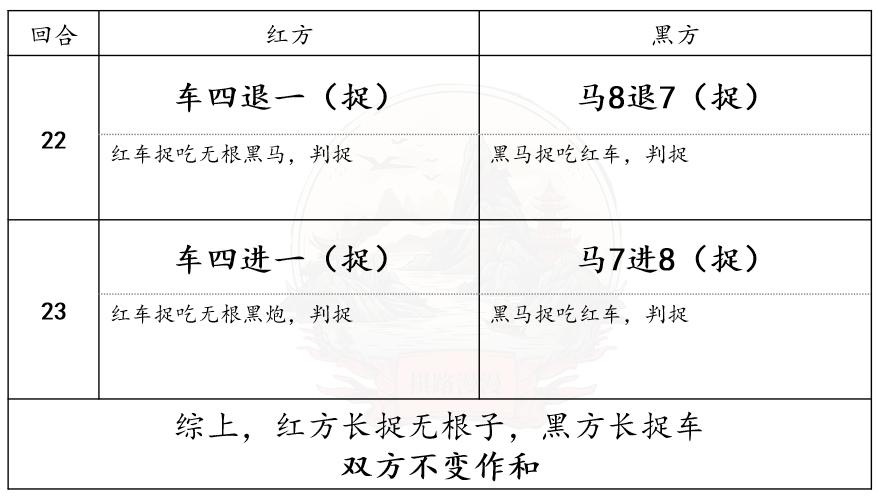 回合 红方 黑方
22 车四退一（捉） 马8退7（捉）
红车捉吃无根黑马，判捉 黑马捉吃红车，判捉
23 车四进一（捉） 马7进8（捉）
红车捉吃无根黑炮，判捉 黑马捉吃红车，判捉
综上，红方长捉无根子，黑方长捉车
双方不变作和